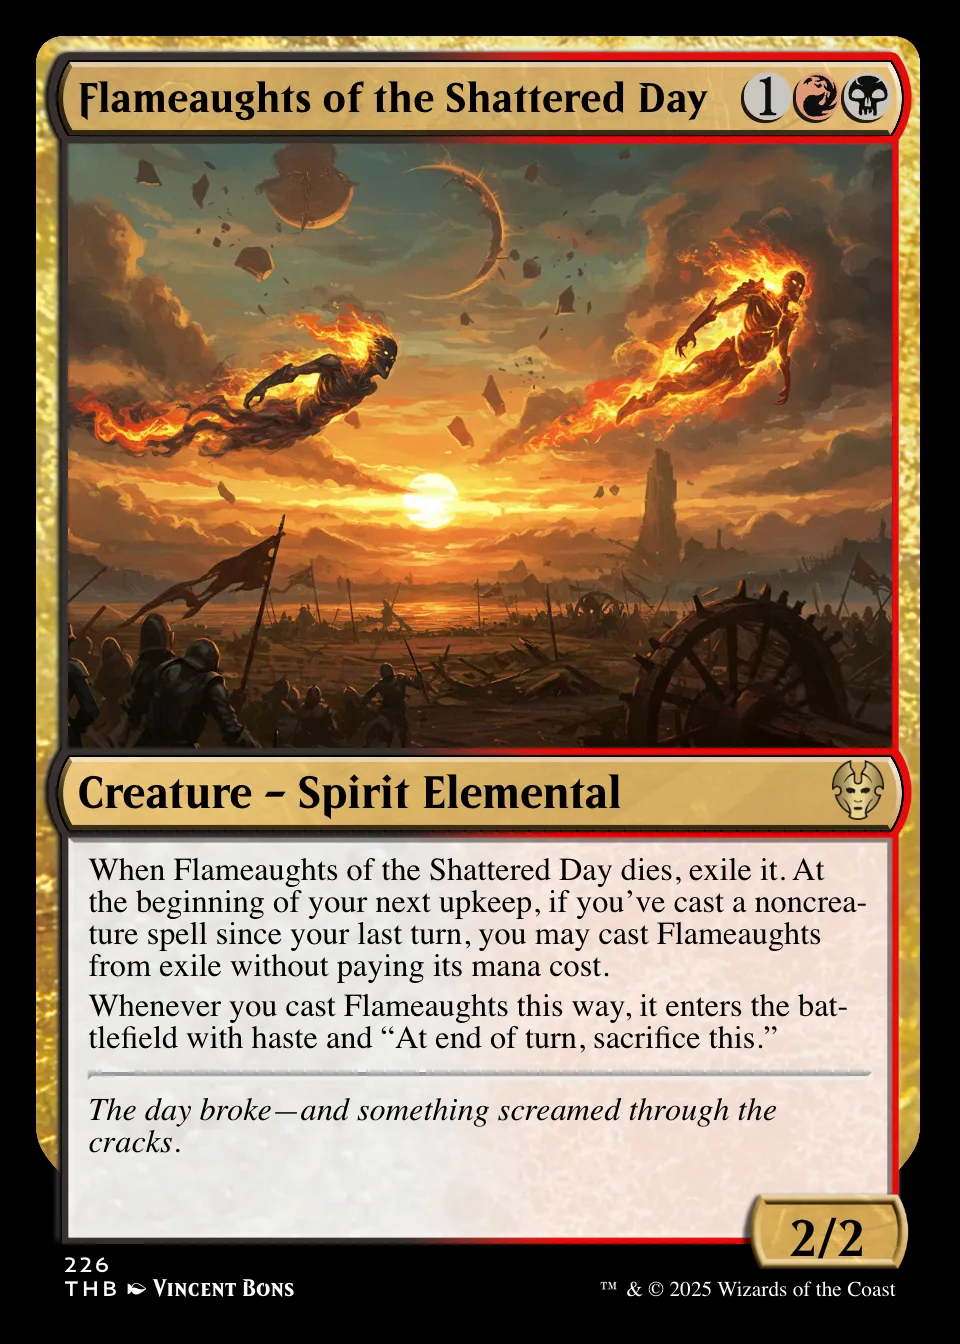 Flameaughts of the Shattered Day 1
Creature – Spirit Elemental
When Flameaughts of the Shattered Day dies, exile it. At
the beginning of your next upkeep, if you’ve cast a noncrea-
ture spell since your last turn, you may cast Flameaughts
from exile without paying its mana cost.
Whenever you cast Flameaughts this way, it enters the bat-
tlefield with haste and “At end of turn, sacrifice this.”
The day broke—and something screamed through the
cracks.
2/2
226
THB Vincent Bons
™ & © 2025 Wizards of the Coast